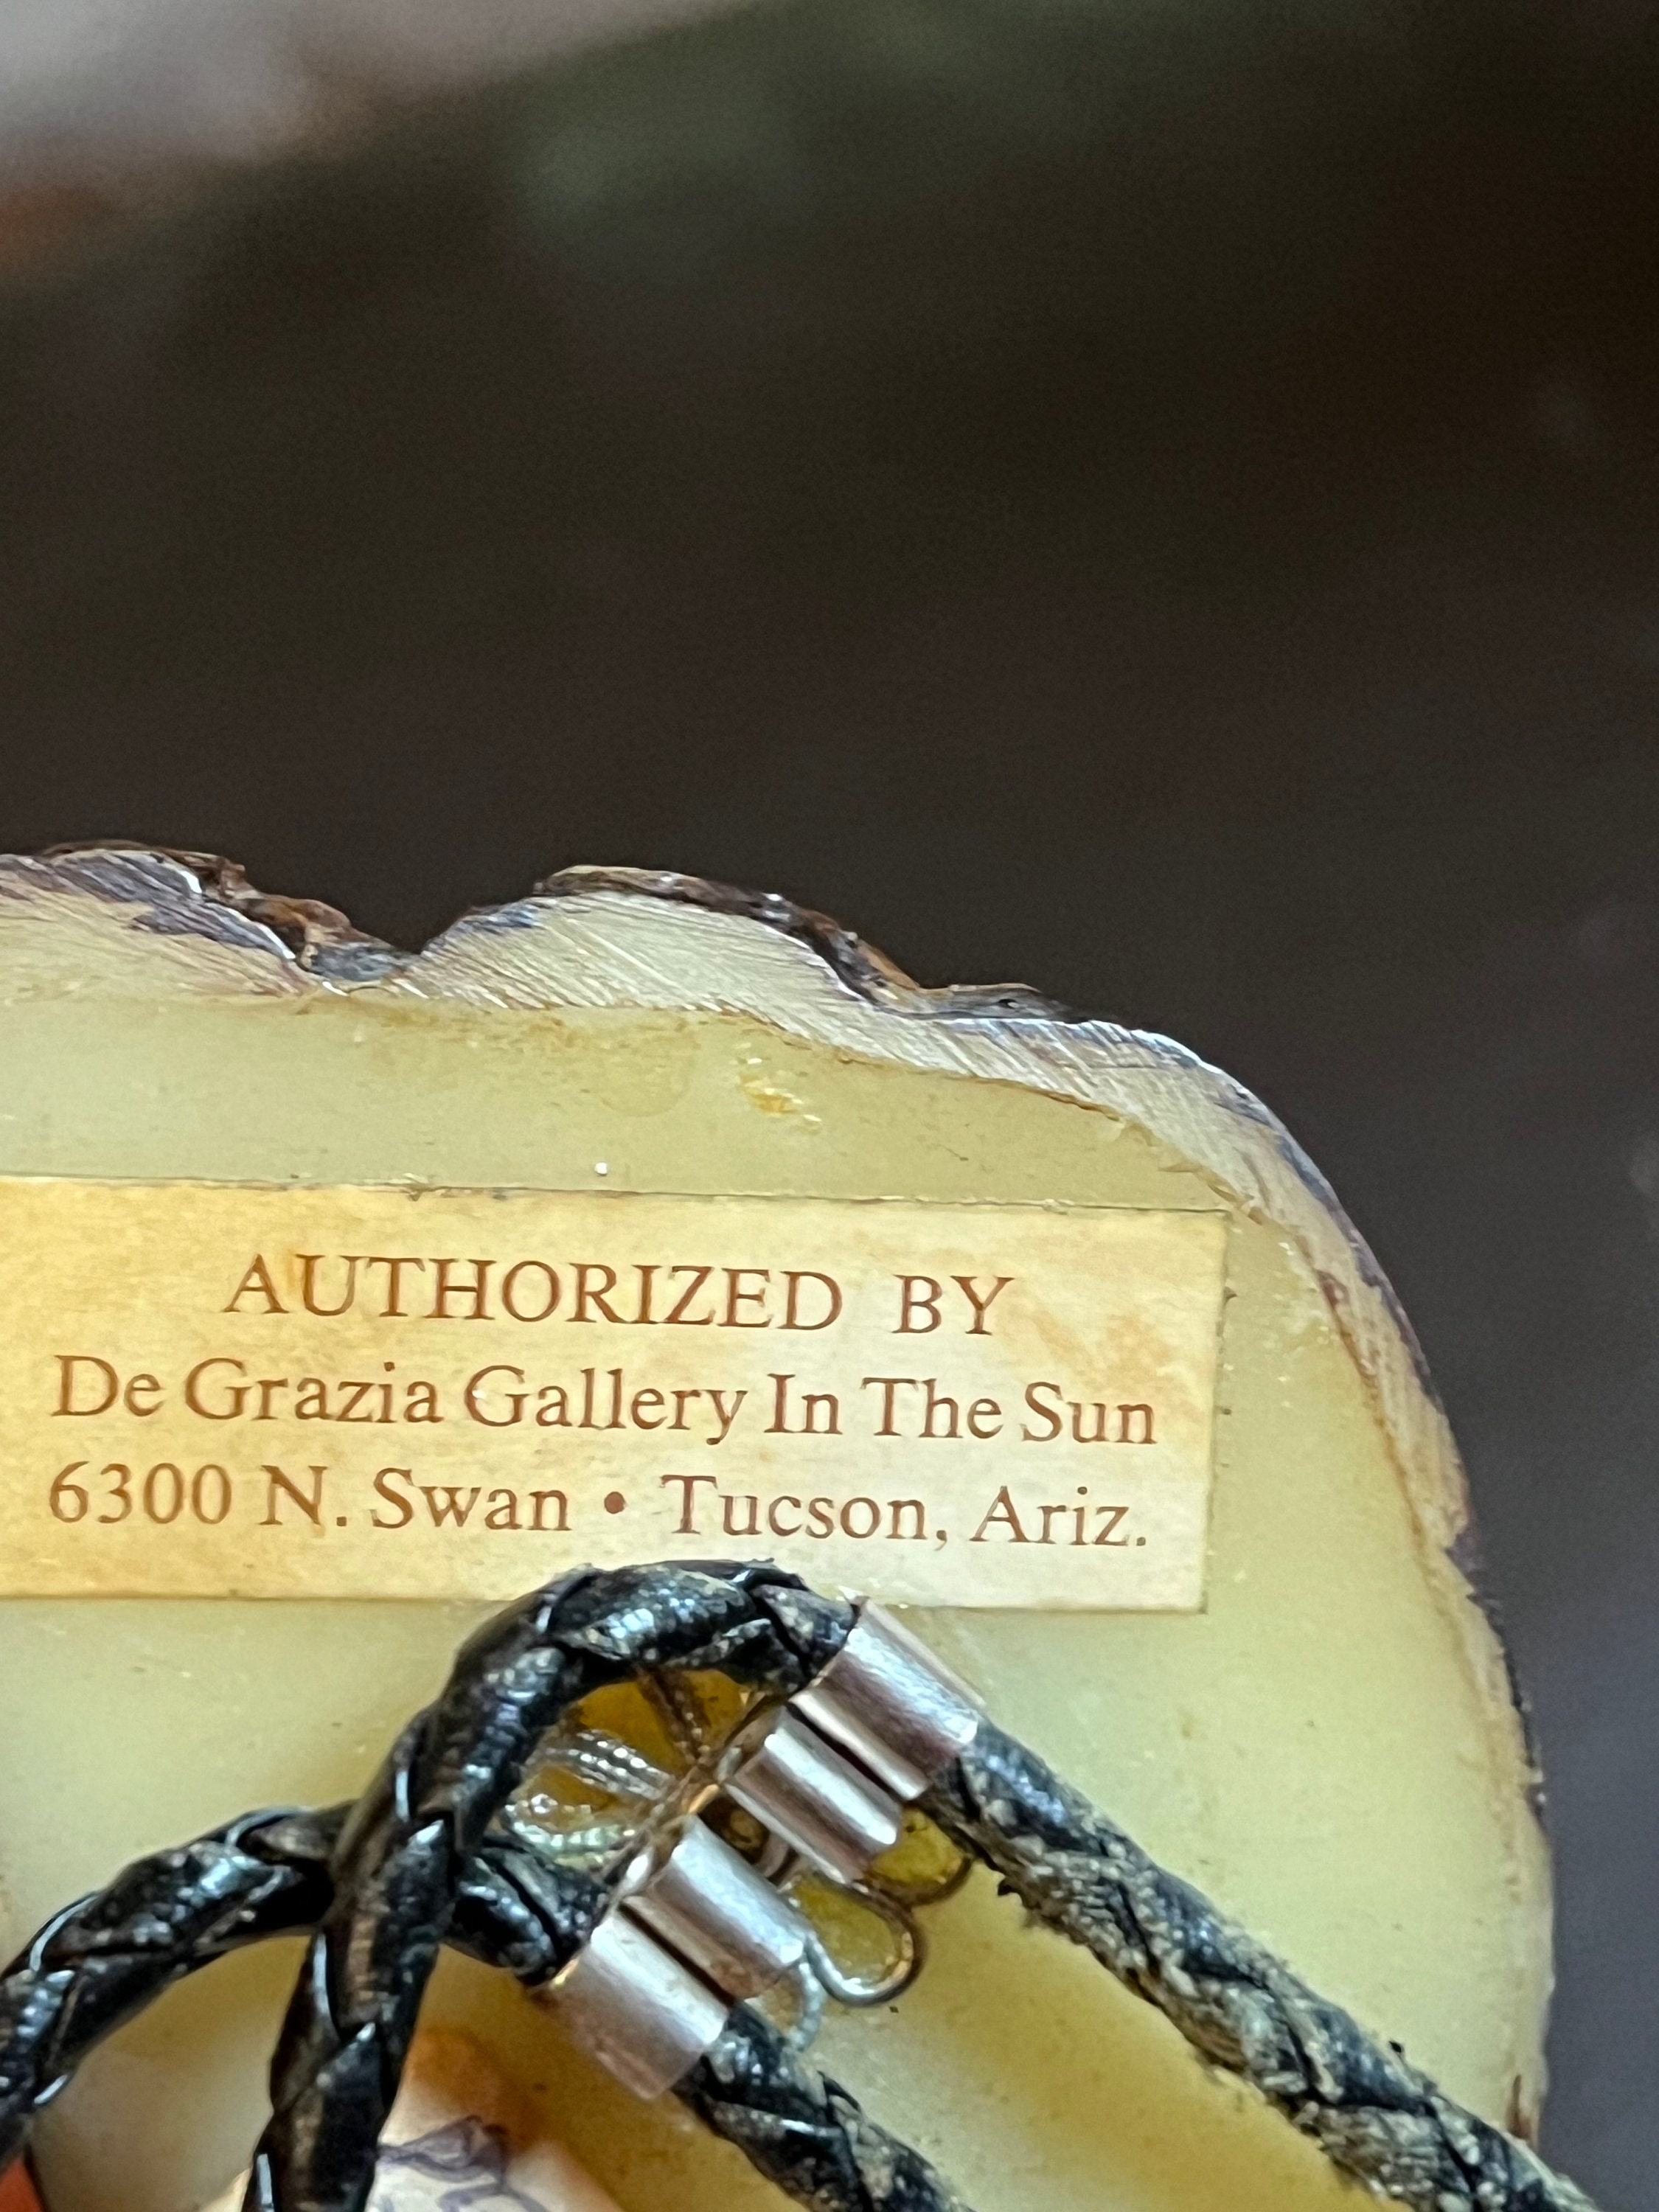 AUTHORIZED BY
De Grazia Gallery In The Sun
6300 N. Swan • Tucson, Ariz.